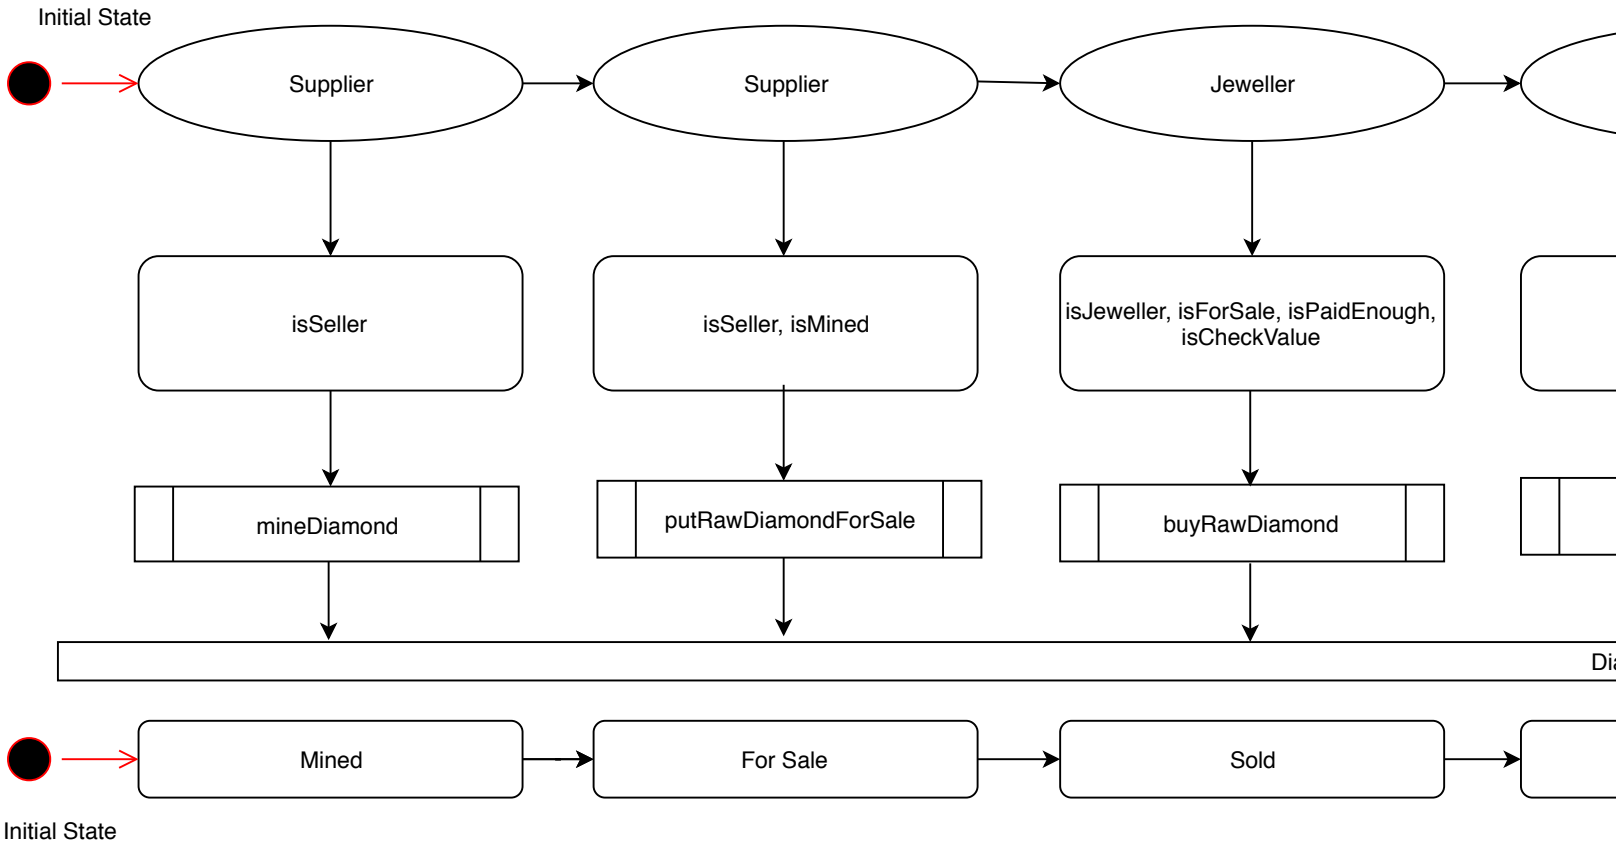 Initial State
Supplier
Supplier
Jeweller
isSeller
isSeller, isMined
isJeweller, isForSale, isPaidEnough,
isCheckValue
mineDiamond
putRawDiamondForSale
buyRawDiamond
Mined
For Sale
Sold
Initial State